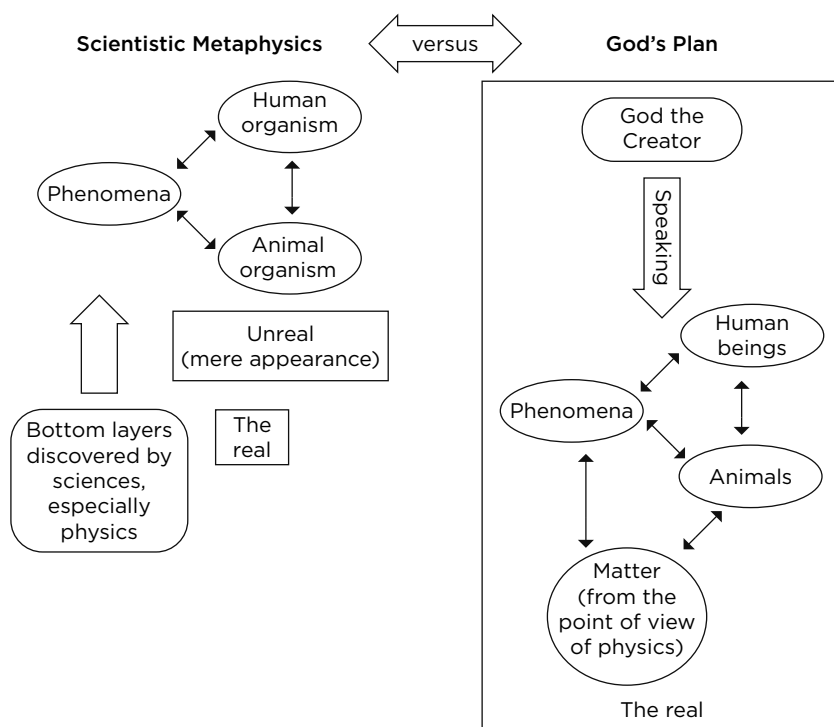 Scientistic Metaphysics
versus
God's Plan
Human
organism
Phenomena
Animal
organism
Unreal
(mere appearance)
The
real
Bottom layers
discovered by
sciences,
especially
physics
God the
Creator
Speaking
Human
beings
Phenomena
Animals
Matter
(from the
point of view
of physics)
The real